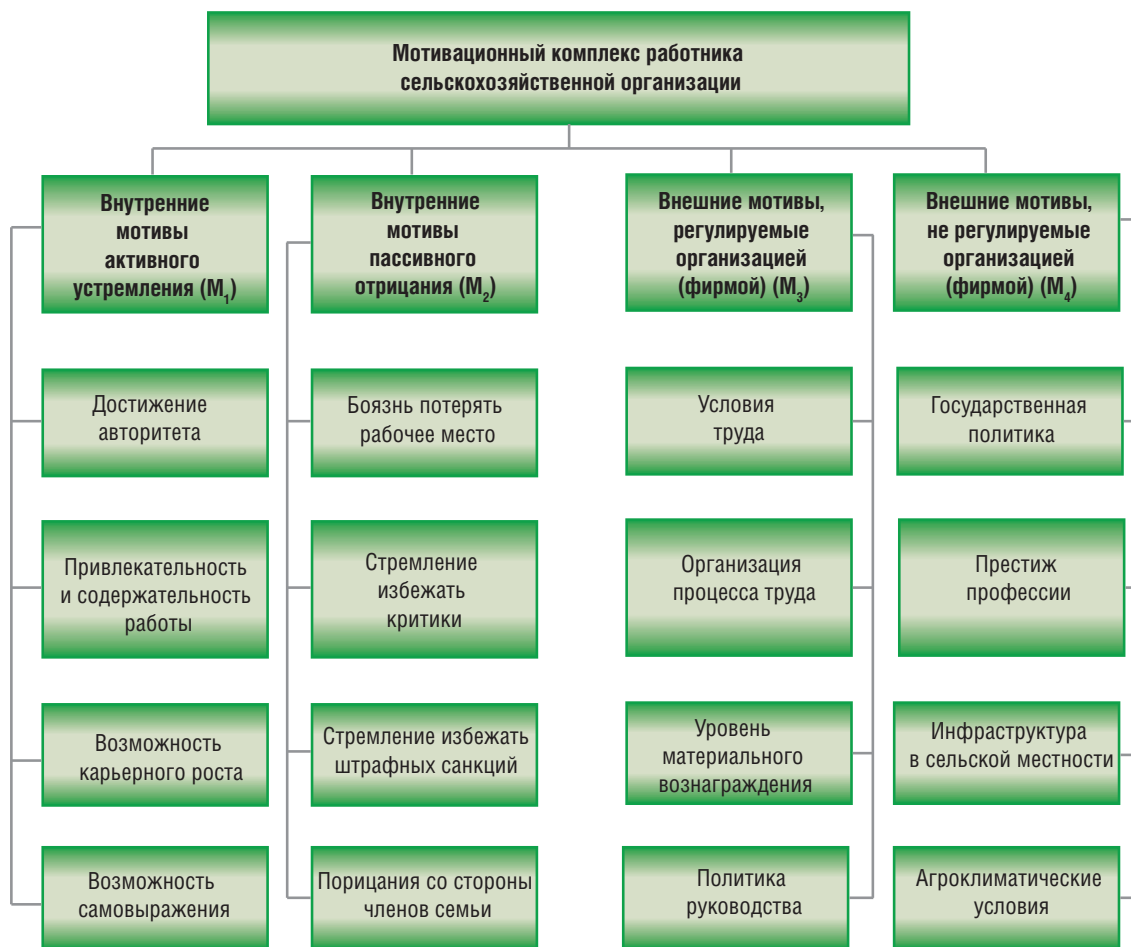 Мотивационный комплекс работника
сельскохозяйственной организации
Внутренние
мотивы
активного
устремления (М₁)
Внутренние
мотивы
пассивного
отрицания (М₂)
Внешние мотивы,
регулируемые
организацией
(фирмой) (М₃)
Внешние мотивы,
не регулируемые
организацией
(фирмой) (М₄)
Достижение
авторитета
Боязнь потерять
рабочее место
Условия
труда
Государственная
политика
Привлекательность
и содержательность
работы
Стремление
избежать
критики
Организация
процесса труда
Престиж
профессии
Возможность
карьерного роста
Стремление избежать
штрафных санкций
Уровень
материального
вознаграждения
Инфраструктура
в сельской местности
Возможность
самовыражения
Порицания со стороны
членов семьи
Политика
руководства
Агроклиматические
условия